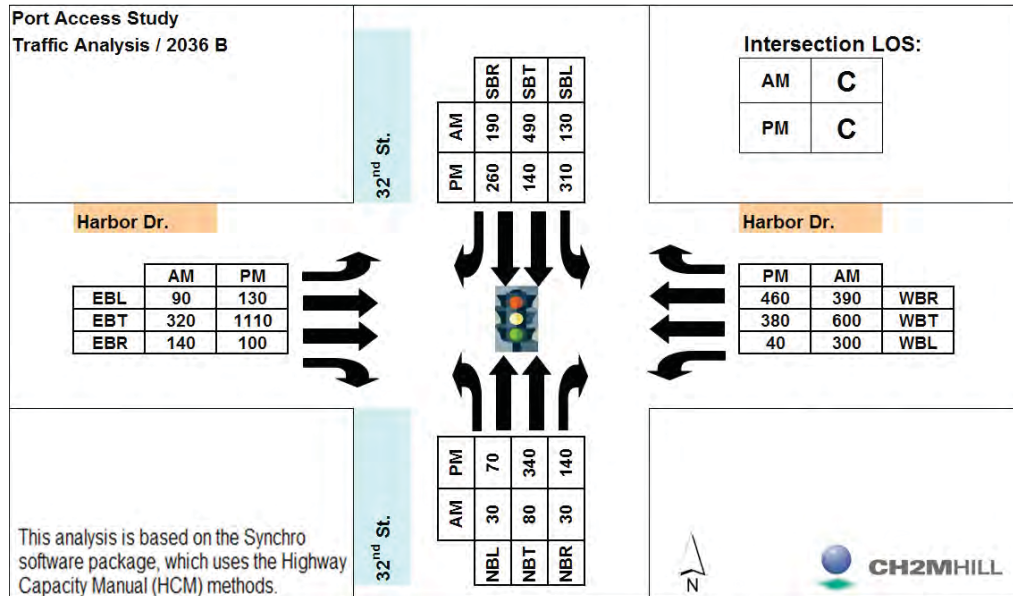 Port Access Study
Traffic Analysis / 2036 B
Intersection LOS:
AM C
PM C
32nd St.
SBR SBT SBL
AM 190 490 130
PM 260 140 310
Harbor Dr.
Harbor Dr.
AM PM
EBL 90 130
EBT 320 1110
EBR 140 100
PM AM
460 390 WBR
380 600 WBT
40 300 WBL
PM 70 340 140
AM 30 80 30
NBL NBT NBR
32nd St.
This analysis is based on the Synchro
software package, which uses the Highway
Capacity Manual (HCM) methods.
N
CH2MHILL